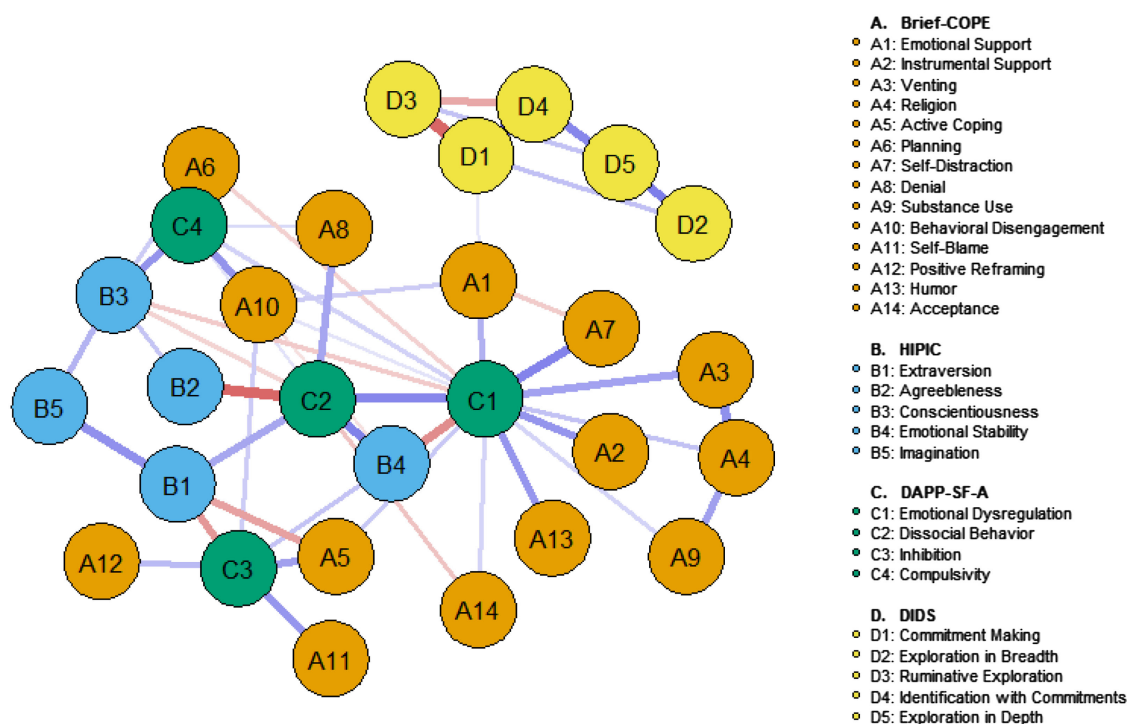 D3
D4
D1
D5
D2
A6
C4
A8
B3
A10
A1
A7
A3
B2
C2
C1
B5
A2
A4
B4
B1
A13
A9
A12
C3
A5
A14
A11
A. Brief-COPE
A1: Emotional Support
A2: Instrumental Support
A3: Venting
A4: Religion
A5: Active Coping
A6: Planning
A7: Self-Distraction
A8: Denial
A9: Substance Use
A10: Behavioral Disengagement
A11: Self-Blame
A12: Positive Reframing
A13: Humor
A14: Acceptance
B. HIPIC
B1: Extraversion
B2: Agreebleness
B3: Conscientiousness
B4: Emotional Stability
B5: Imagination
C. DAPP-SF-A
C1: Emotional Dysregulation
C2: Dissocial Behavior
C3: Inhibition
C4: Compulsivity
D. DIDS
D1: Commitment Making
D2: Exploration in Breadth
D3: Ruminative Exploration
D4: Identification with Commitments
D5: Exploration in Depth